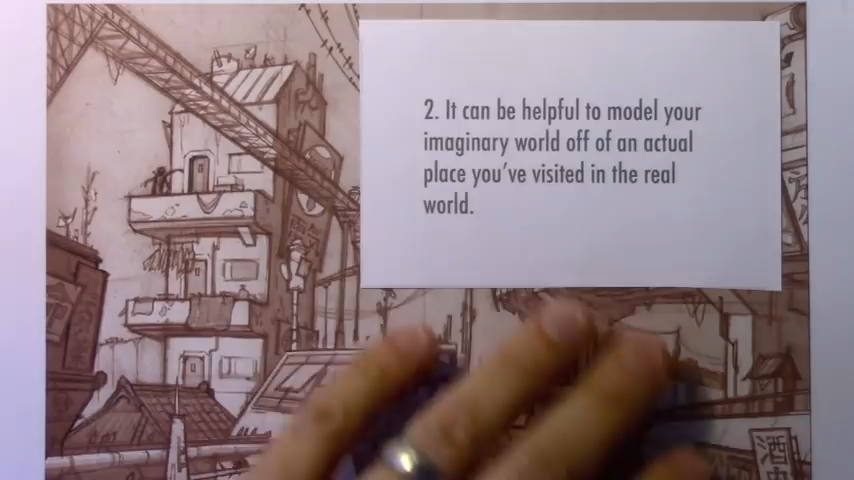 2. It can be helpful to model your
imaginary world off of an actual
place you've visited in the real
world.